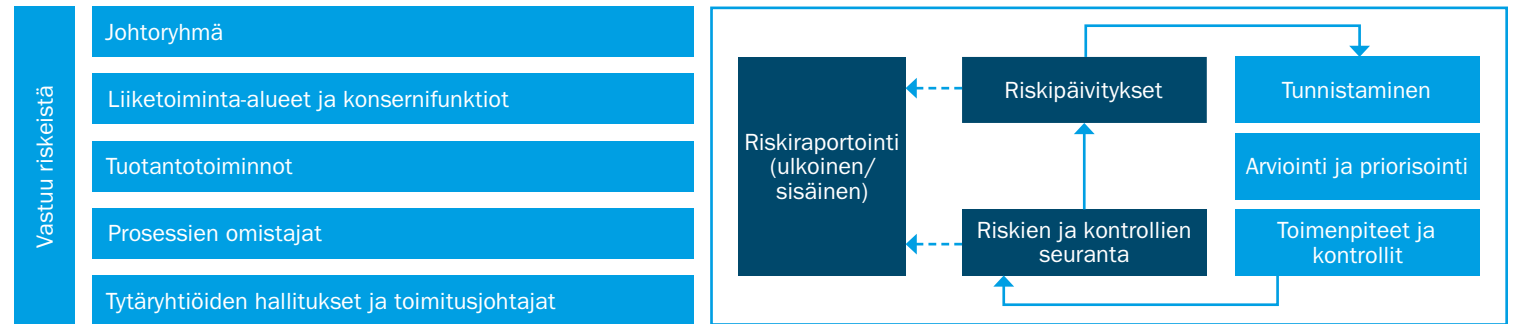 Vastuu riskeistä
Johtoryhmä
Liiketoiminta-alueet ja konsernifunktiot
Tuotantotoiminnot
Prosessien omistajat
Tytäryhtiöiden hallitukset ja toimitusjohtajat
Riskiraportointi
(ulkoinen/
sisäinen)
Riskipäivitykset
Riskien ja kontrollien
seuranta
Tunnistaminen
Arviointi ja priorisointi
Toimenpiteet ja
kontrollit